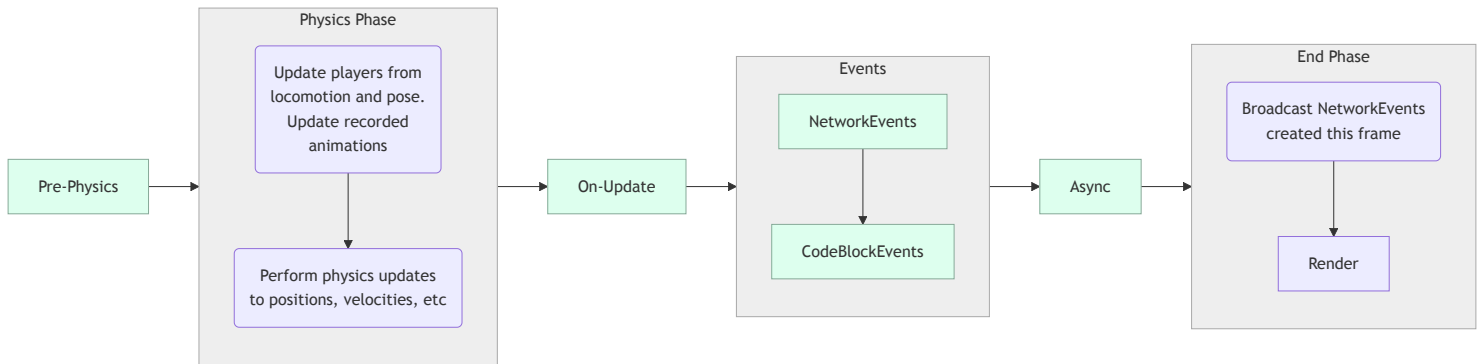 Pre-Physics
Physics Phase
Update players from
locomotion and pose.
Update recorded
animations
Perform physics updates
to positions, velocities, etc
On-Update
Events
NetworkEvents
CodeBlockEvents
Async
End Phase
Broadcast NetworkEvents
created this frame
Render